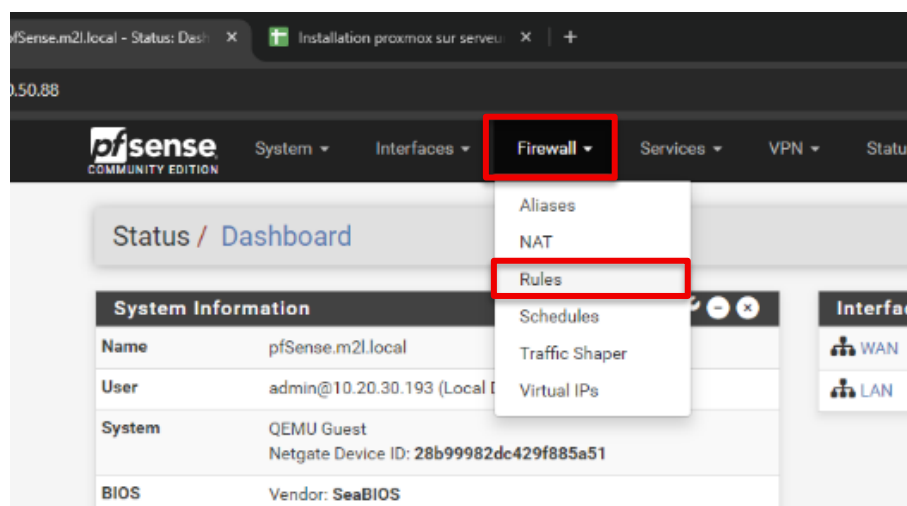 pfSense.m2l.local - Status: Dash × Installation proxmox sur serveu × +
0.50.88
pfsense System Interfaces Firewall Services VPN Statu
COMMUNITY EDITION
Aliases
Status / Dashboard
NAT
Rules
System Information
Interfac
Schedules
Name pfSense.m2l.local
WAN
Traffic Shaper
User admin@10.20.30.193 (Local D
Virtual IPs
LAN
System QEMU Guest
Netgate Device ID: 28b99982dc429f885a51
BIOS Vendor: SeaBIOS